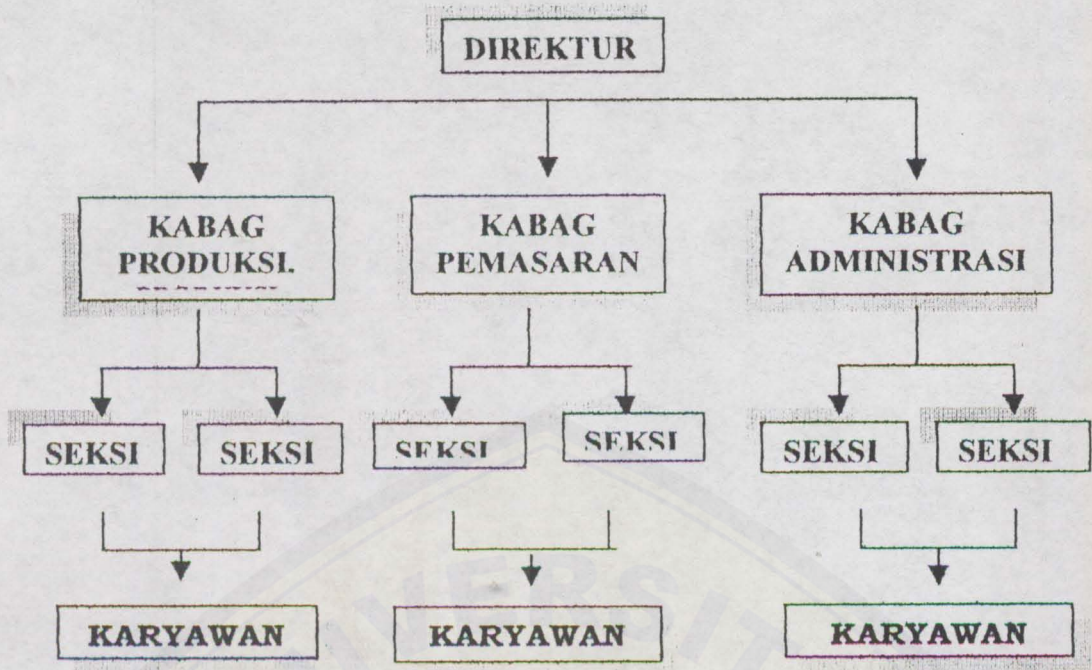 DIREKTUR
KABAG
PRODUKSI.
KABAG
PEMASARAN
KABAG
ADMINISTRASI
SEKSI
SEKSI
SEKSI
SEKSI
SEKSI
SEKSI
KARYAWAN
KARYAWAN
KARYAWAN